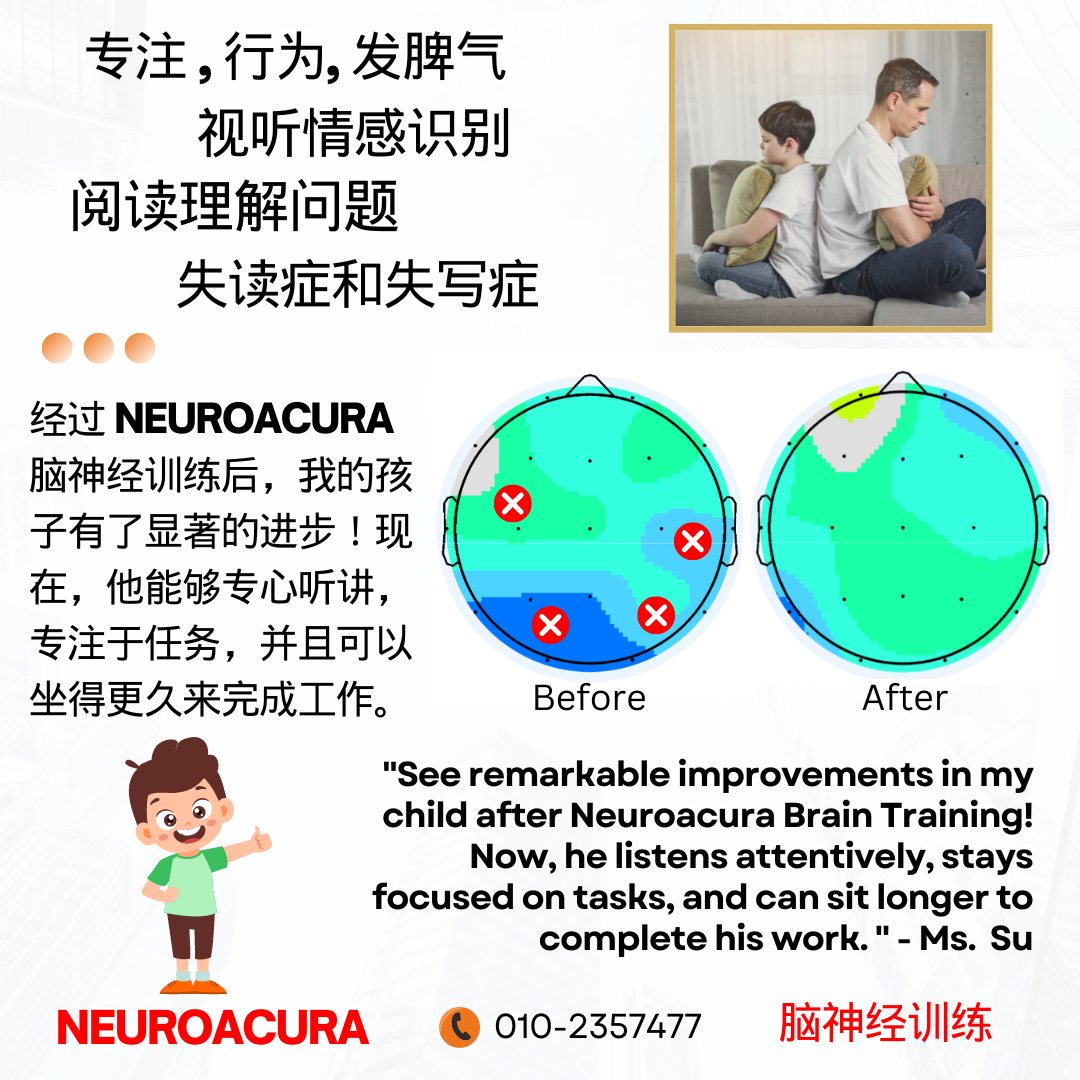 专注 , 行为, 发脾气
视听情感识别
阅读理解问题
失读症和失写症
经过 NEUROACURA
脑神经训练后，我的孩
子有了显著的进步！现
在，他能够专心听讲，
专注于任务，并且可以
坐得更久来完成工作。
Before
After
"See remarkable improvements in my
child after Neuroacura Brain Training!
Now, he listens attentively, stays
focused on tasks, and can sit longer to
complete his work. " - Ms. Su
NEUROACURA
010-2357477
脑神经训练